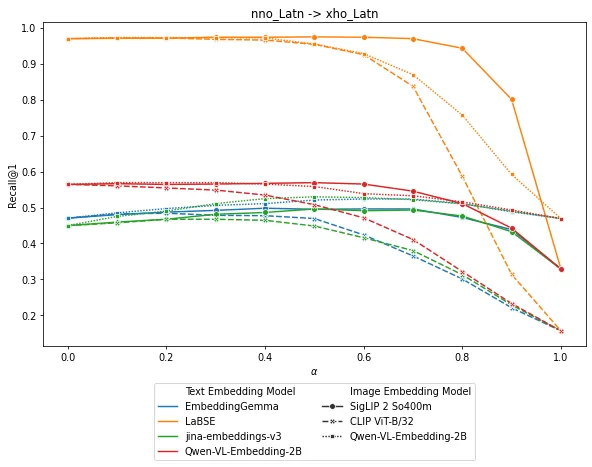 nno_Latn -> xho_Latn
Recall@1
1.0
0.9
0.8
0.7
0.6
0.5
0.4
0.3
0.2
0.0 0.2 0.4 0.6 0.8 1.0
α
Text Embedding Model Image Embedding Model
EmbeddingGemma SigLIP 2 So400m
LaBSE CLIP ViT-B/32
jina-embeddings-v3 Qwen-VL-Embedding-2B
Qwen-VL-Embedding-2B